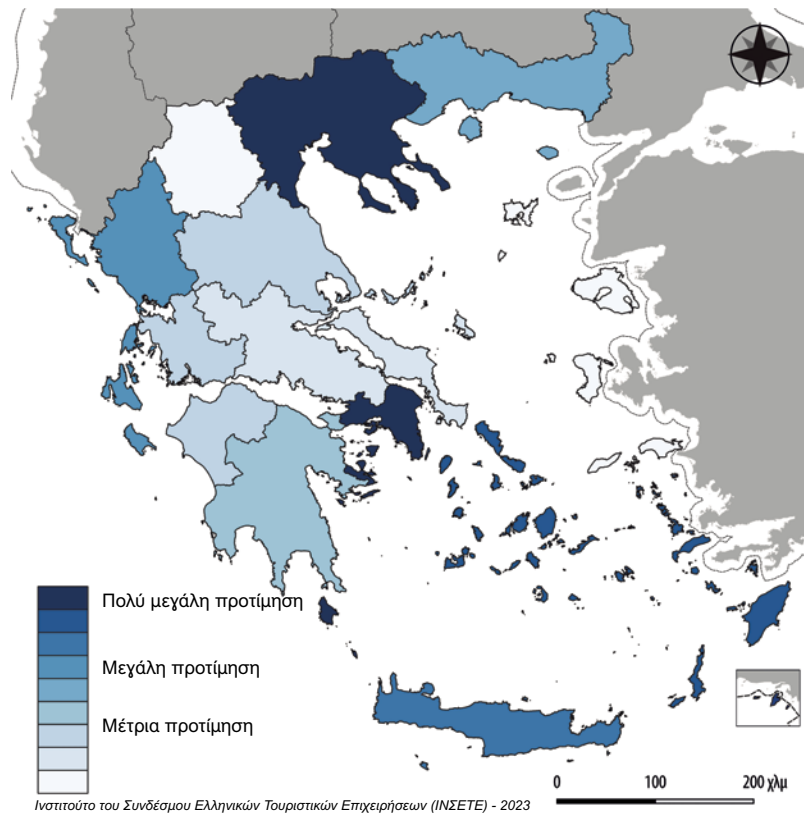 Πολύ μεγάλη προτίμηση
Μεγάλη προτίμηση
Μέτρια προτίμηση
0 100 200 χλμ
Ινστιτούτο του Συνδέσμου Ελληνικών Τουριστικών Επιχειρήσεων (ΙΝΣΕΤΕ) - 2023